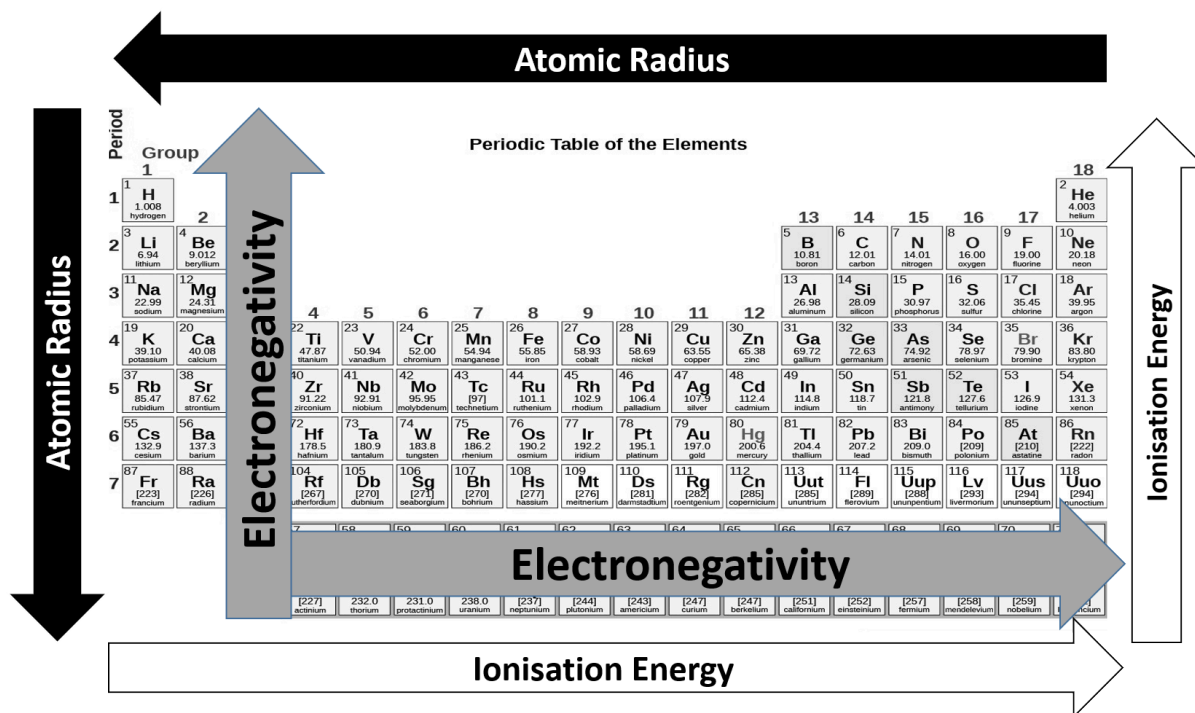 Atomic Radius
Atomic Radius
Period
Group
Periodic Table of the Elements
1
18
1
1 H 1.008 hydrogen
2 He 4.003 helium
2
13 14 15 16 17
2
3 Li 6.94 lithium
4 Be 9.012 beryllium
5 B 10.81 boron
6 C 12.01 carbon
7 N 14.01 nitrogen
8 O 16.00 oxygen
9 F 19.00 fluorine
10 Ne 20.18 neon
3
11 Na 22.99 sodium
12 Mg 24.31 magnesium
13 Al 26.98 aluminum
14 Si 28.09 silicon
15 P 30.97 phosphorus
16 S 32.06 sulfur
17 Cl 35.45 chlorine
18 Ar 39.95 argon
4 5 6 7 8 9 10 11 12
4
19 K 39.10 potassium
20 Ca 40.08 calcium
22 Ti 47.87 titanium
23 V 50.94 vanadium
24 Cr 52.00 chromium
25 Mn 54.94 manganese
26 Fe 55.85 iron
27 Co 58.93 cobalt
28 Ni 58.69 nickel
29 Cu 63.55 copper
30 Zn 65.38 zinc
31 Ga 69.72 gallium
32 Ge 72.63 germanium
33 As 74.92 arsenic
34 Se 78.97 selenium
35 Br 79.90 bromine
36 Kr 83.80 krypton
5
37 Rb 85.47 rubidium
38 Sr 87.62 strontium
40 Zr 91.22 zirconium
41 Nb 92.91 niobium
42 Mo 95.95 molybdenum
43 Tc [97] technetium
44 Ru 101.1 ruthenium
45 Rh 102.9 rhodium
46 Pd 106.4 palladium
47 Ag 107.9 silver
48 Cd 112.4 cadmium
49 In 114.8 indium
50 Sn 118.7 tin
51 Sb 121.8 antimony
52 Te 127.6 tellurium
53 I 126.9 iodine
54 Xe 131.3 xenon
6
55 Cs 132.9 cesium
56 Ba 137.3 barium
72 Hf 178.5 hafnium
73 Ta 180.9 tantalum
74 W 183.8 tungsten
75 Re 186.2 rhenium
76 Os 190.2 osmium
77 Ir 192.2 iridium
78 Pt 195.1 platinum
79 Au 197.0 gold
80 Hg 200.6 mercury
81 Tl 204.4 thallium
82 Pb 207.2 lead
83 Bi 209.0 bismuth
84 Po [209] polonium
85 At [210] astatine
86 Rn [222] radon
7
87 Fr [223] francium
88 Ra [226] radium
104 Rf [267] utherfordium
105 Db [270] dubnium
106 Sg [271] seaborgium
107 Bh [270] bohrium
108 Hs [277] hassium
109 Mt [276] meitnerium
110 Ds [281] darmstadtium
111 Rg [282] roentgenium
112 Cn [285] copernicium
113 Uut [285] ununtrium
114 Fl [289] flerovium
115 Uup [288] ununpentium
116 Lv [293] livermorium
117 Uus [294] ununseptium
118 Uuo [294]
58 59 60 61 62 63 64 65 66 67 68 69 70
[227] actinium
232.0 thorium
231.0 protactinium
238.0 uranium
[237] neptunium
[244] plutonium
[243] americium
[247] curium
[247] berkelium
[251] californium
[252] einsteinium
[257] fermium
[258] mendelevium
[259] nobelium
Electronegativity
Electronegativity
Ionisation Energy
Ionisation Energy